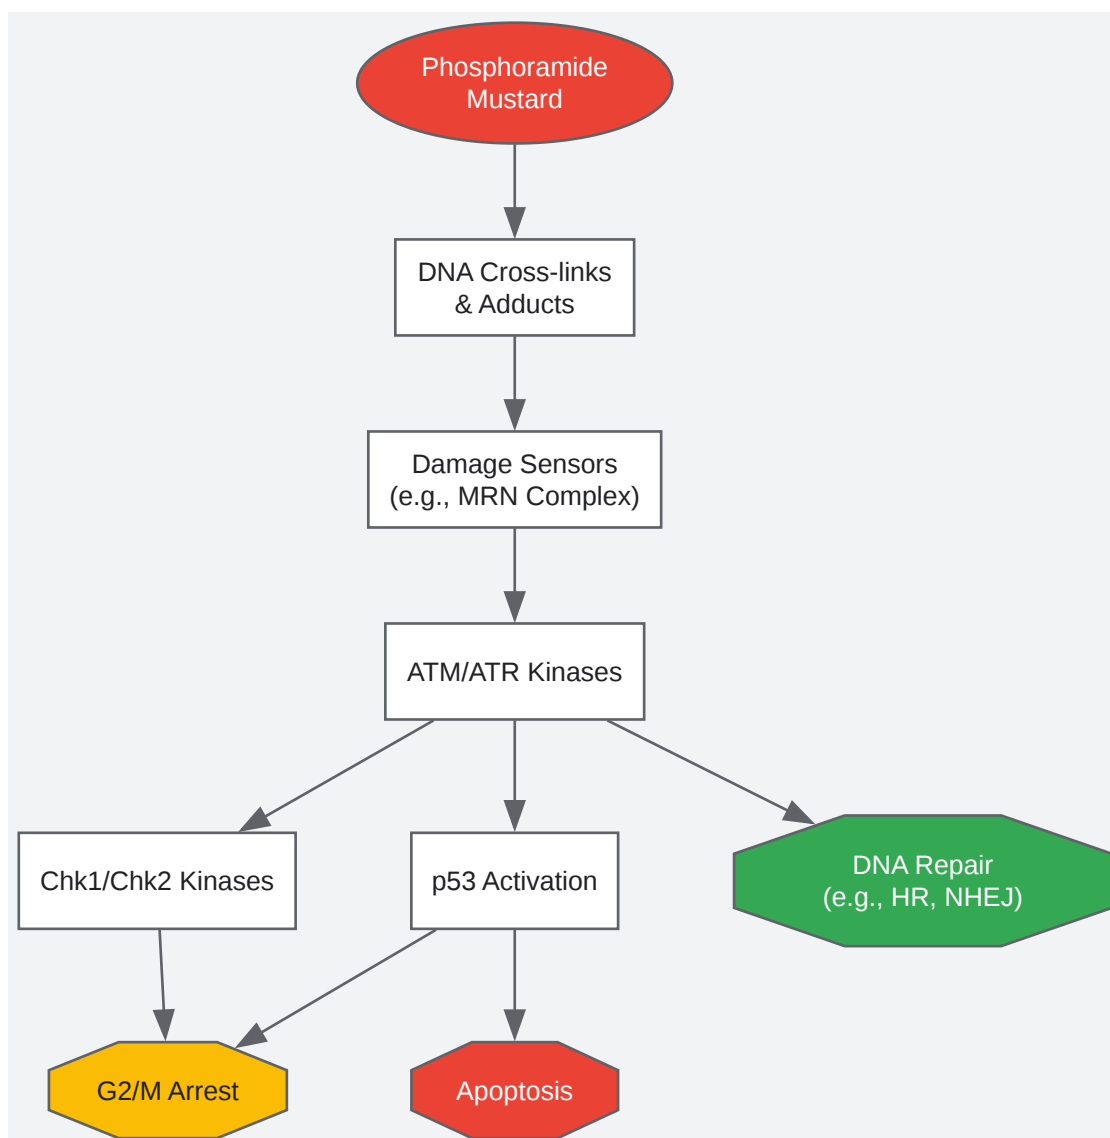 Phosphoramide
Mustard
DNA Cross-links
& Adducts
Damage Sensors
(e.g., MRN Complex)
ATM/ATR Kinases
Chk1/Chk2 Kinases
p53 Activation
DNA Repair
(e.g., HR, NHEJ)
G2/M Arrest
Apoptosis